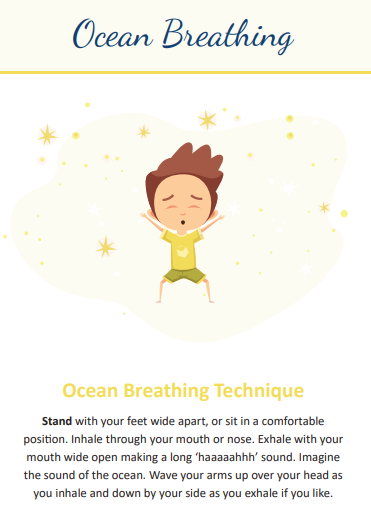 Ocean Breathing
Ocean Breathing Technique
Stand with your feet wide apart, or sit in a comfortable
position. Inhale through your mouth or nose. Exhale with your
mouth wide open making a long ‘haaaaahhh’ sound. Imagine
the sound of the ocean. Wave your arms up over your head as
you inhale and down by your side as you exhale if you like.